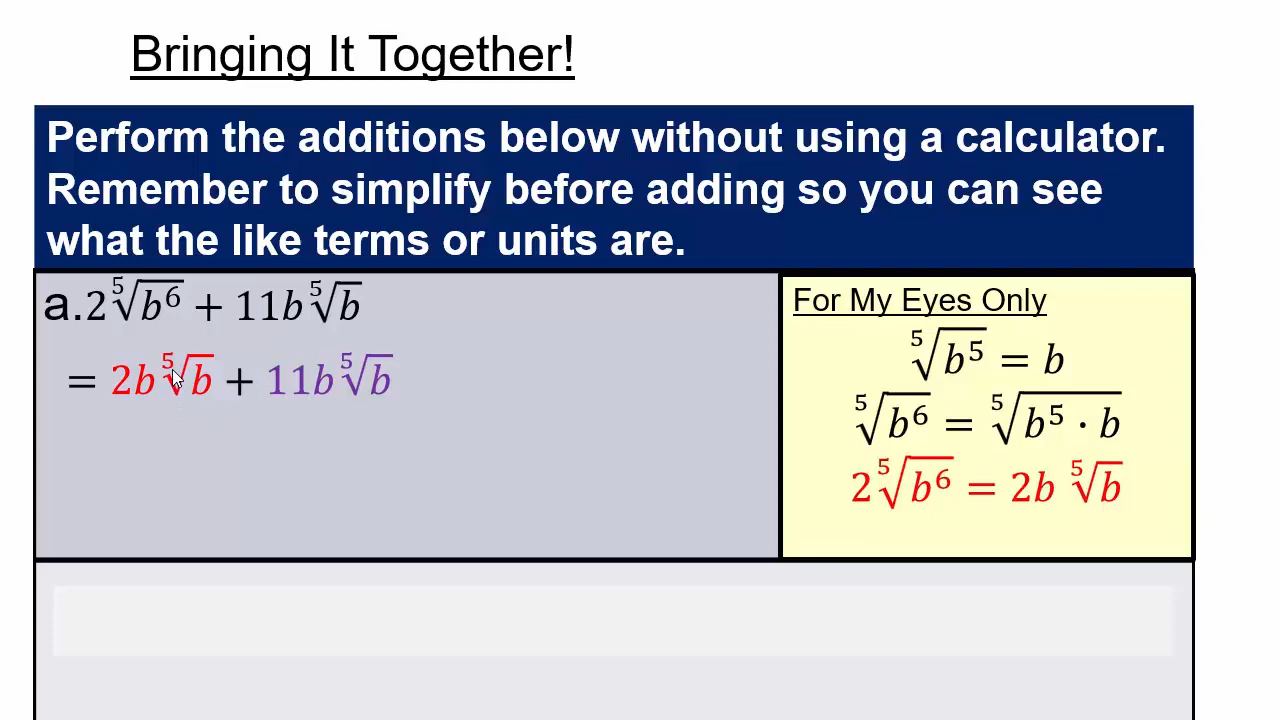 Bringing It Together!
Perform the additions below without using a calculator.
Remember to simplify before adding so you can see
what the like terms or units are.
a. 2⁵√(b⁶) + 11b⁵√b
= 2b⁵√b + 11b⁵√b
For My Eyes Only
⁵√(b⁵) = b
⁵√(b⁶) = ⁵√(b⁵ · b)
2⁵√(b⁶) = 2b ⁵√b